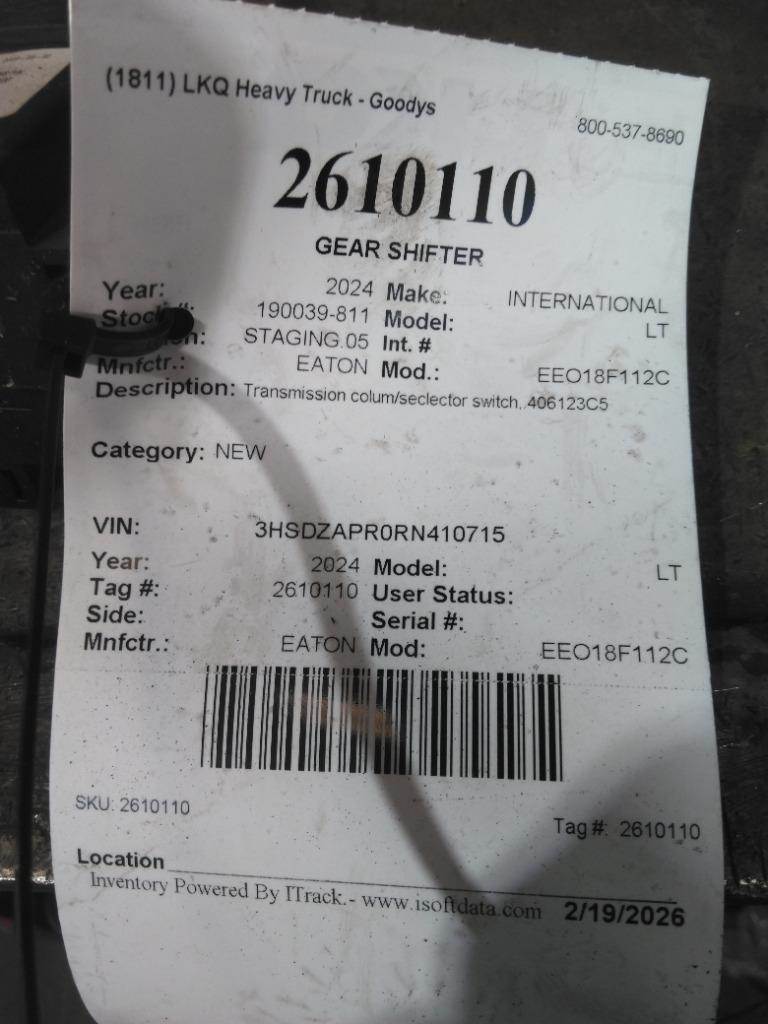 (1811) LKQ Heavy Truck - Goodys
800-537-8690
2610110
GEAR SHIFTER
Year: 2024 Make: INTERNATIONAL
Stock #: 190039-811 Model: LT
STAGING.05 Int. #
Mnfctr.: EATON Mod.: EEO18F112C
Description: Transmission colum/seclector switch,.406123C5
Category: NEW
VIN: 3HSDZAPR0RN410715
Year: 2024 Model: LT
Tag #: 2610110 User Status:
Side: Serial #:
Mnfctr.: EATON Mod: EEO18F112C
SKU: 2610110
Tag#: 2610110
Location
Inventory Powered By ITrack.- www.isoftdata.com 2/19/2026